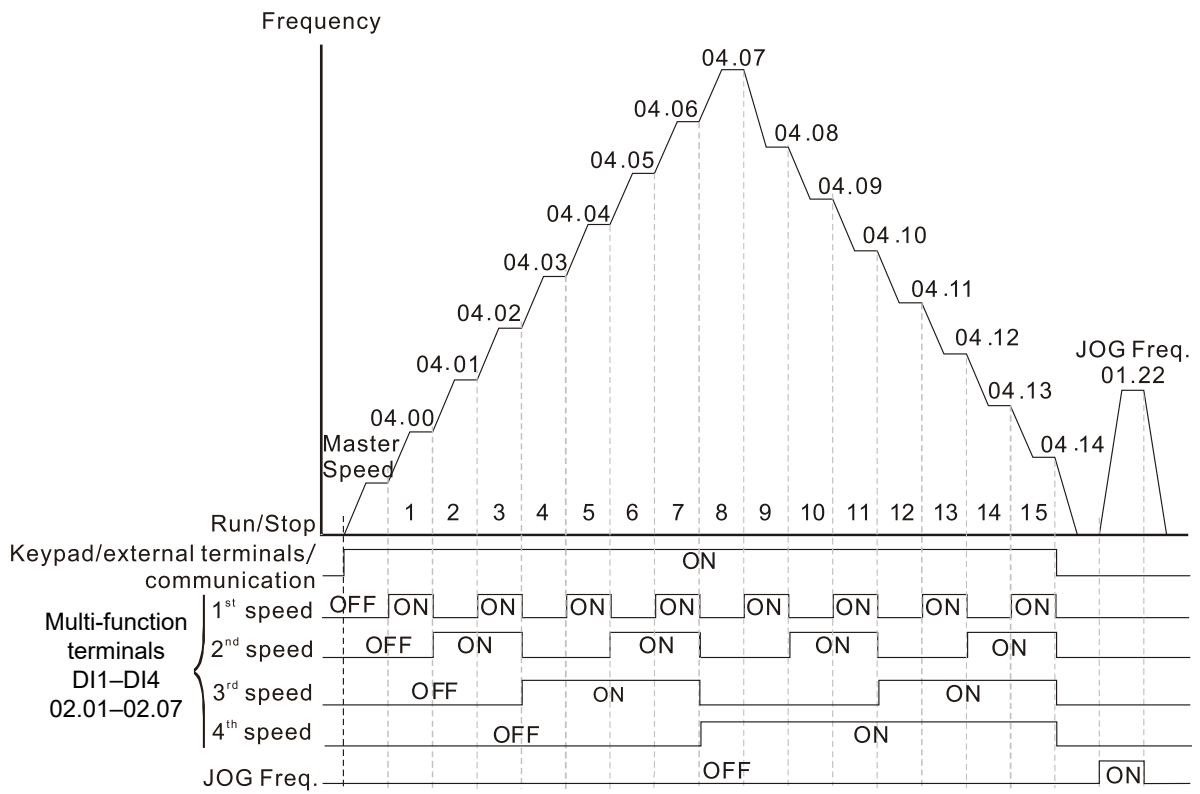 Frequency
04.07
04.06
04.08
04.05
04.09
04.04
04.10
04.03
04.11
04.02
04.12
JOG Freq.
01.22
04.01
04.13
04.00
04.14
Master
Speed
Run/Stop
1 2 3 4 5 6 7 8 9 10 11 12 13 14 15
Keypad/external terminals/
communication
ON
Multi-function
terminals
DI1–DI4
02.01–02.07
1st speed OFF ON ON ON ON ON ON ON ON
2nd speed OFF ON ON ON ON
3rd speed OFF ON ON
4th speed OFF ON
JOG Freq. OFF ON